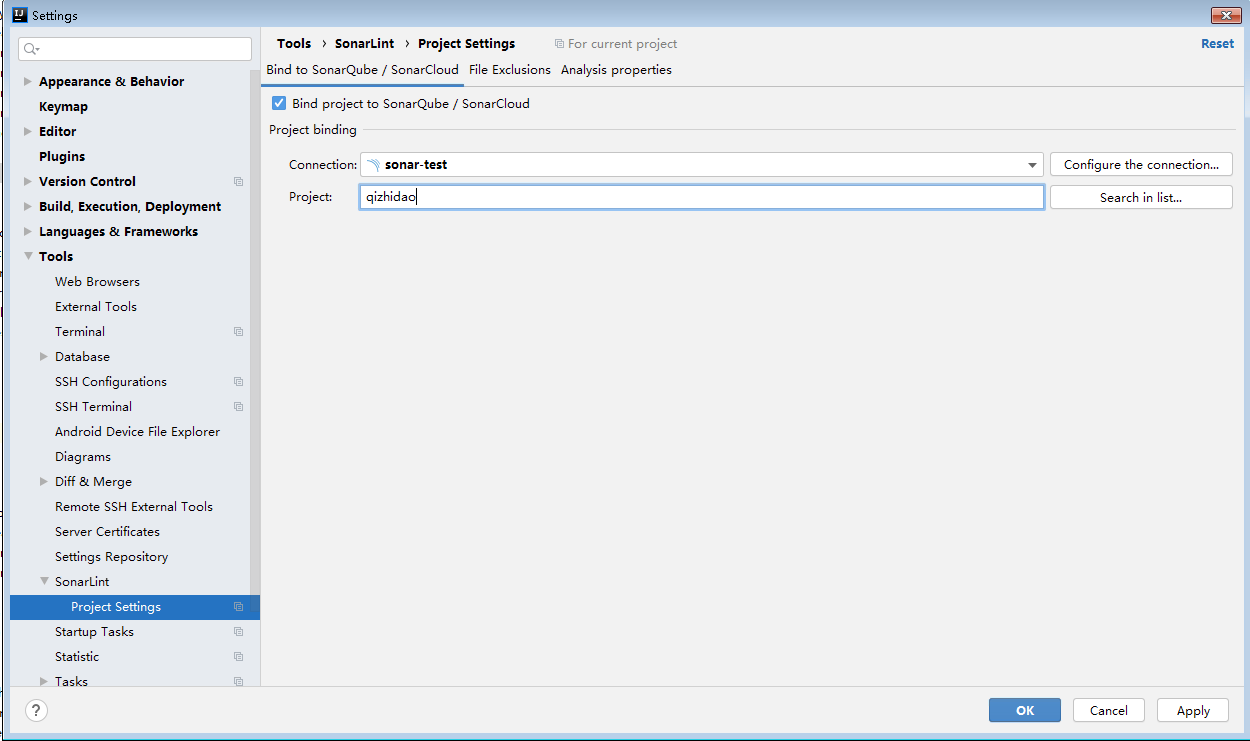 Settings
Tools › SonarLint › Project Settings For current project Reset
Bind to SonarQube / SonarCloud File Exclusions Analysis properties
Bind project to SonarQube / SonarCloud
Project binding
Connection: sonar-test Configure the connection...
Project: qizhidao Search in list...
Appearance & Behavior
Keymap
Editor
Plugins
Version Control
Build, Execution, Deployment
Languages & Frameworks
Tools
Web Browsers
External Tools
Terminal
Database
SSH Configurations
SSH Terminal
Android Device File Explorer
Diagrams
Diff & Merge
Remote SSH External Tools
Server Certificates
Settings Repository
SonarLint
Project Settings
Startup Tasks
Statistic
Tasks
? OK Cancel Apply